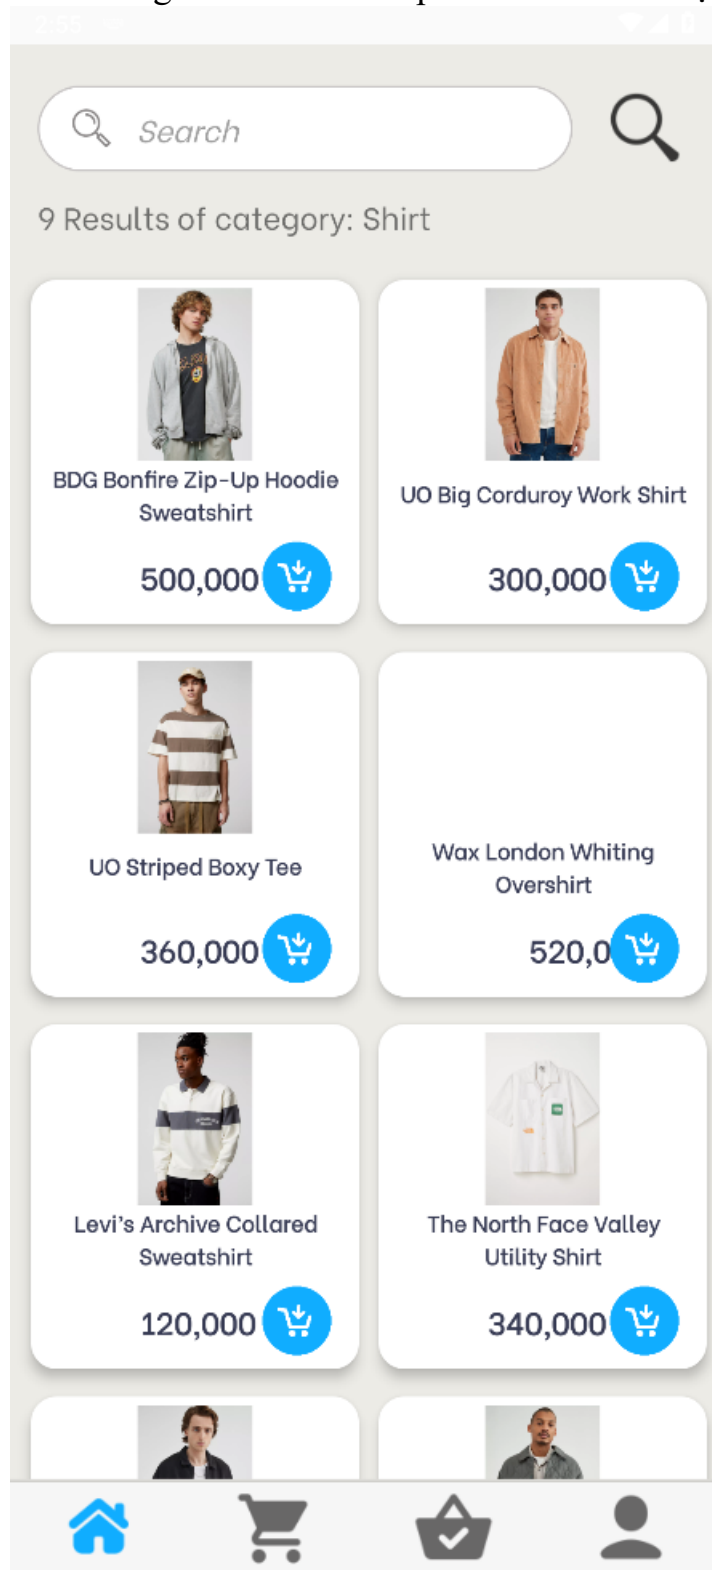 2:55
Search
9 Results of category: Shirt
BDG Bonfire Zip-Up Hoodie
Sweatshirt
500,000
UO Big Corduroy Work Shirt
300,000
UO Striped Boxy Tee
360,000
Wax London Whiting
Overshirt
520,0
Levi's Archive Collared
Sweatshirt
120,000
The North Face Valley
Utility Shirt
340,000